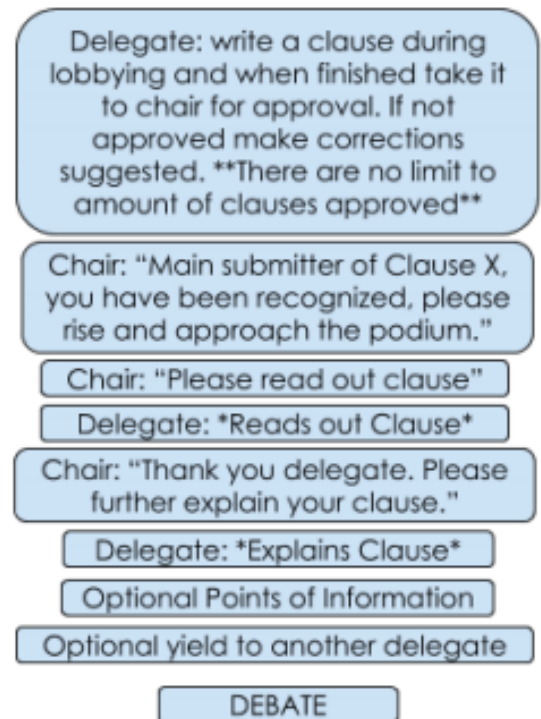 Delegate: write a clause during
lobbying and when finished take it
to chair for approval. If not
approved make corrections
suggested. **There are no limit to
amount of clauses approved**
Chair: “Main submitter of Clause X,
you have been recognized, please
rise and approach the podium.”
Chair: “Please read out clause”
Delegate: *Reads out Clause*
Chair: “Thank you delegate. Please
further explain your clause.”
Delegate: *Explains Clause*
Optional Points of Information
Optional yield to another delegate
DEBATE